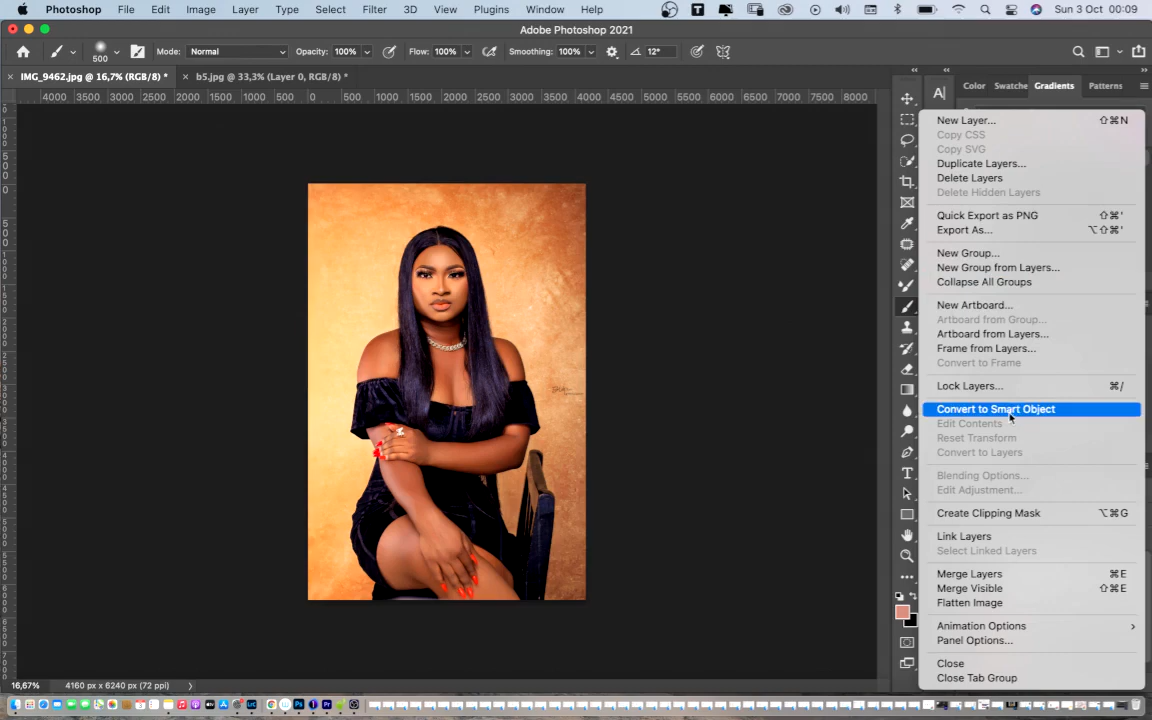 Photoshop File Edit Image Layer Type Select Filter 3D View Plugins Window Help Sun 3 Oct 00:09
Adobe Photoshop 2021
500 Mode: Normal Opacity: 100% Flow: 100% Smoothing: 100% 12°
IMG_9462.jpg @ 16,7% (RGB/8) * b5.jpg @ 33,3% (Layer 0, RGB/8) *
Color Swatche Gradients Patterns
4000 3500 3000 2500 2000 1500 1000 500 0 500 1000 1500 2000 2500 3000 3500 4000 4500 5000 5500 6000 6500 7000 7500 8000
New Layer... ⇧⌘N
Copy CSS
Copy SVG
Duplicate Layers...
Delete Layers
Delete Hidden Layers
Quick Export as PNG ⇧⌘'
Export As... ⌥⇧⌘'
New Group...
New Group from Layers...
Collapse All Groups
New Artboard...
Artboard from Group...
Artboard from Layers...
Frame from Layers...
Convert to Frame
Lock Layers... ⌘/
Convert to Smart Object
Edit Contents
Reset Transform
Convert to Layers
Blending Options...
Edit Adjustment...
Create Clipping Mask ⌥⌘G
Link Layers
Select Linked Layers
Merge Layers ⌘E
Merge Visible ⇧⌘E
Flatten Image
Animation Options
Panel Options...
Close
Close Tab Group
16,67% 4160 px x 6240 px (72 ppi)